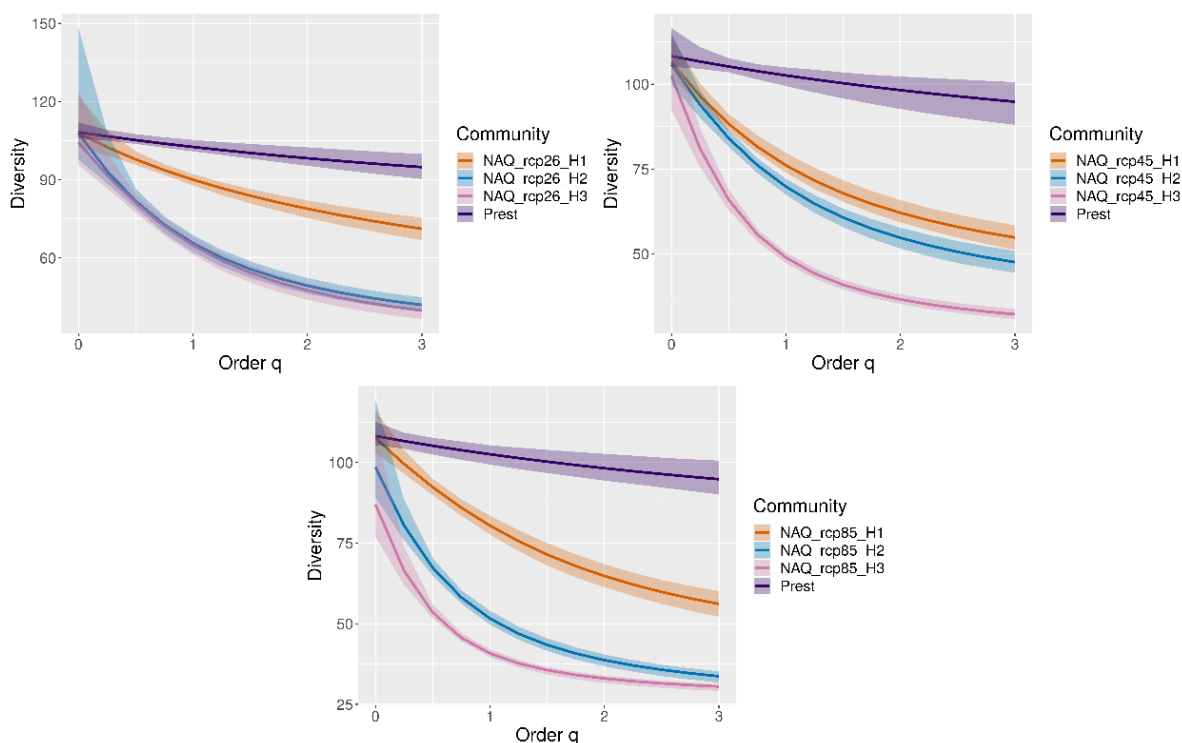 150
120
90
60
Diversity
0
1
2
3
Order q
Community
NAQ_rcp26_H1
NAQ_rcp26_H2
NAQ_rcp26_H3
Prest
100
75
50
Diversity
0
1
2
3
Order q
Community
NAQ_rcp45_H1
NAQ_rcp45_H2
NAQ_rcp45_H3
Prest
100
75
50
25
Diversity
0
1
2
3
Order q
Community
NAQ_rcp85_H1
NAQ_rcp85_H2
NAQ_rcp85_H3
Prest